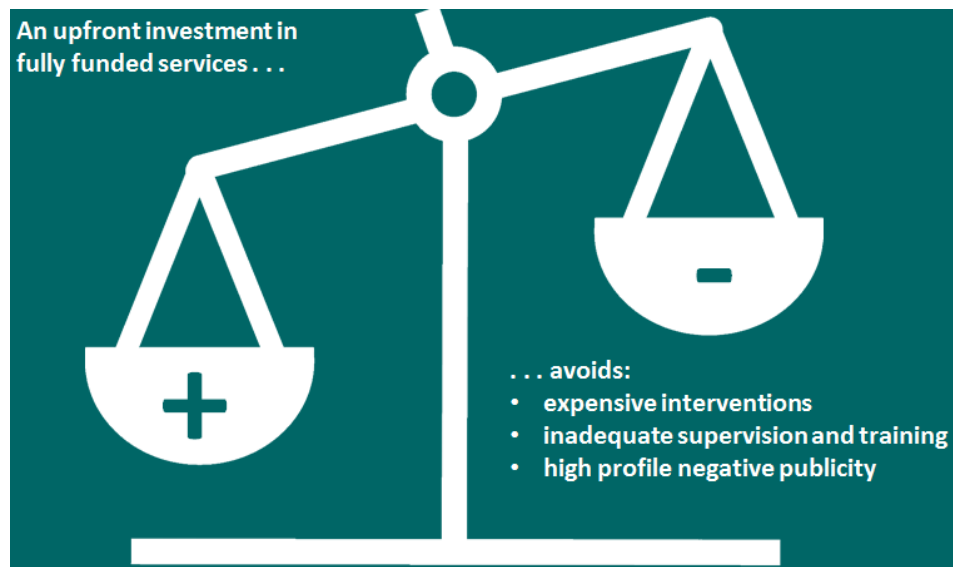 An upfront investment in
fully funded services . . .
+
-
. . . avoids:
• expensive interventions
• inadequate supervision and training
• high profile negative publicity